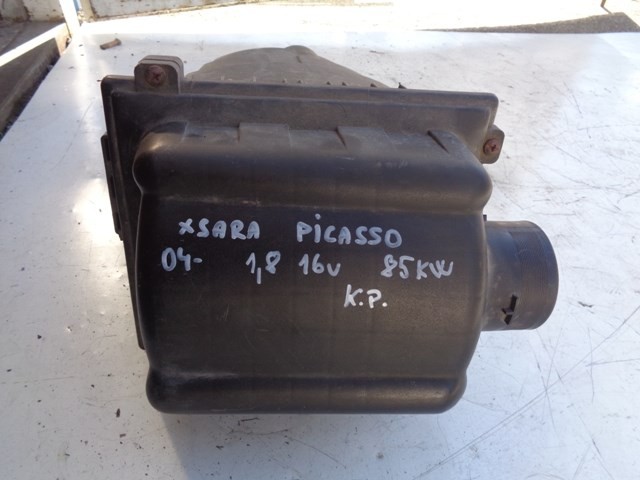 XSARA PICASSO
04- 1,8 16v 85kW
K.P.